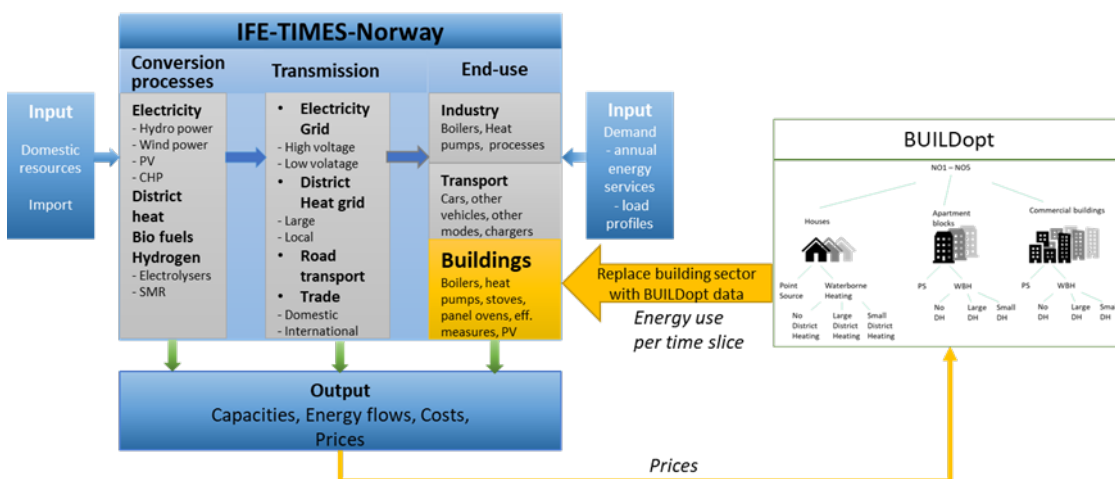 IFE-TIMES-Norway
Conversion
processes
Electricity
- Hydro power
- Wind power
- PV
- CHP
District
heat
Bio fuels
Hydrogen
- Electrolysers
- SMR
Transmission
• Electricity
Grid
- High voltage
- Low volatage
• District
Heat grid
- Large
- Local
• Road
transport
• Trade
- Domestic
- International
End-use
Industry
Boilers, Heat
pumps, processes
Transport
Cars, other
vehicles, other
modes, chargers
Buildings
Boilers, heat
pumps, stoves,
panel ovens, eff.
measures, PV
Input
Domestic
resources
Import
Input
Demand
- annual
energy
services
- load
profiles
Replace building sector
with BUILDopt data
Energy use
per time slice
BUILDopt
NO1 – NO5
Houses
Apartment
blocks
Commercial buildings
Point
Source
Waterborne
Heating
No
District
Heating
Large
District
Heating
Small
District
Heating
PS
WBH
No
DH
Large
DH
Small
DH
PS
WBH
No
DH
Large
DH
Sma
DH
Output
Capacities, Energy flows, Costs,
Prices
Prices